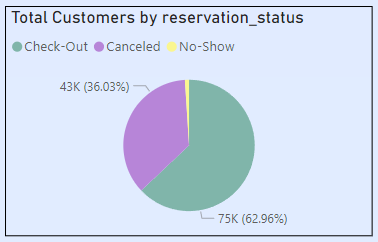 Total Customers by reservation_status
Check-Out Canceled No-Show
43K (36.03%)
75K (62.96%)